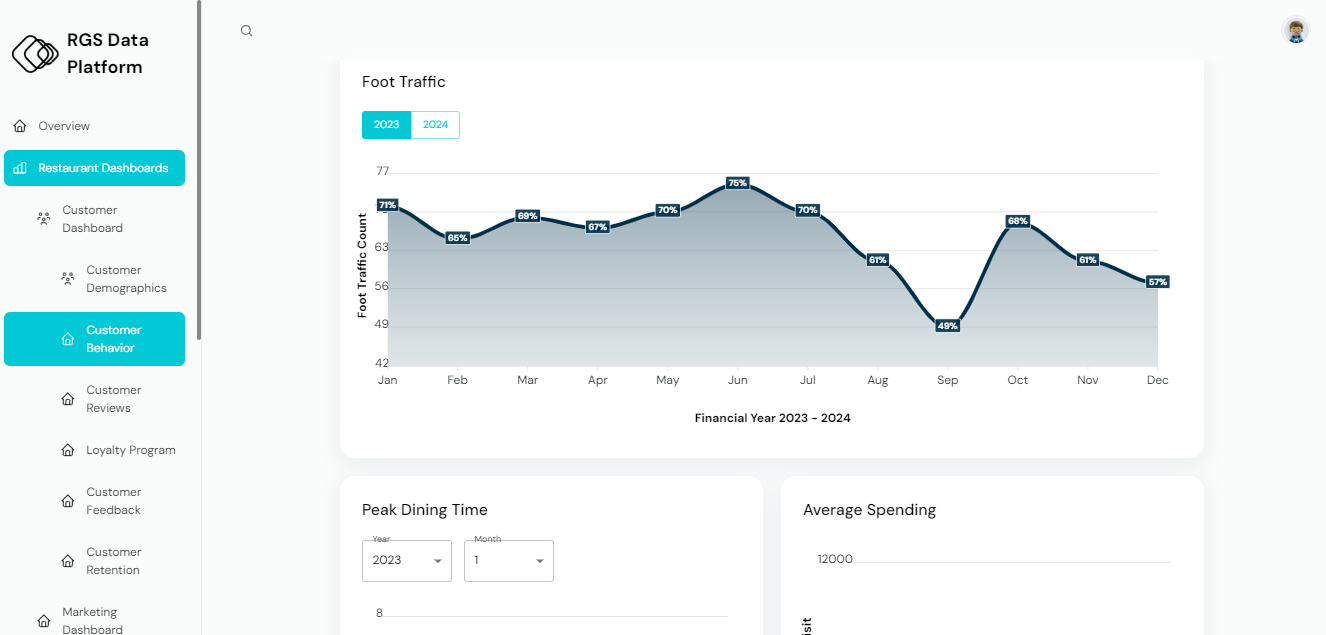 RGS Data
Platform
Overview
Restaurant Dashboards
Customer
Dashboard
Customer
Demographics
Customer
Behavior
Customer
Reviews
Loyalty Program
Customer
Feedback
Customer
Retention
Marketing
Dashboard
Foot Traffic
2023 2024
77
63
56
49
42
Foot Traffic Count
71% 65% 69% 67% 70% 75% 70% 61% 49% 68% 61% 57%
Jan Feb Mar Apr May Jun Jul Aug Sep Oct Nov Dec
Financial Year 2023 - 2024
Peak Dining Time
Year Month
2023 1
8
Average Spending
12000